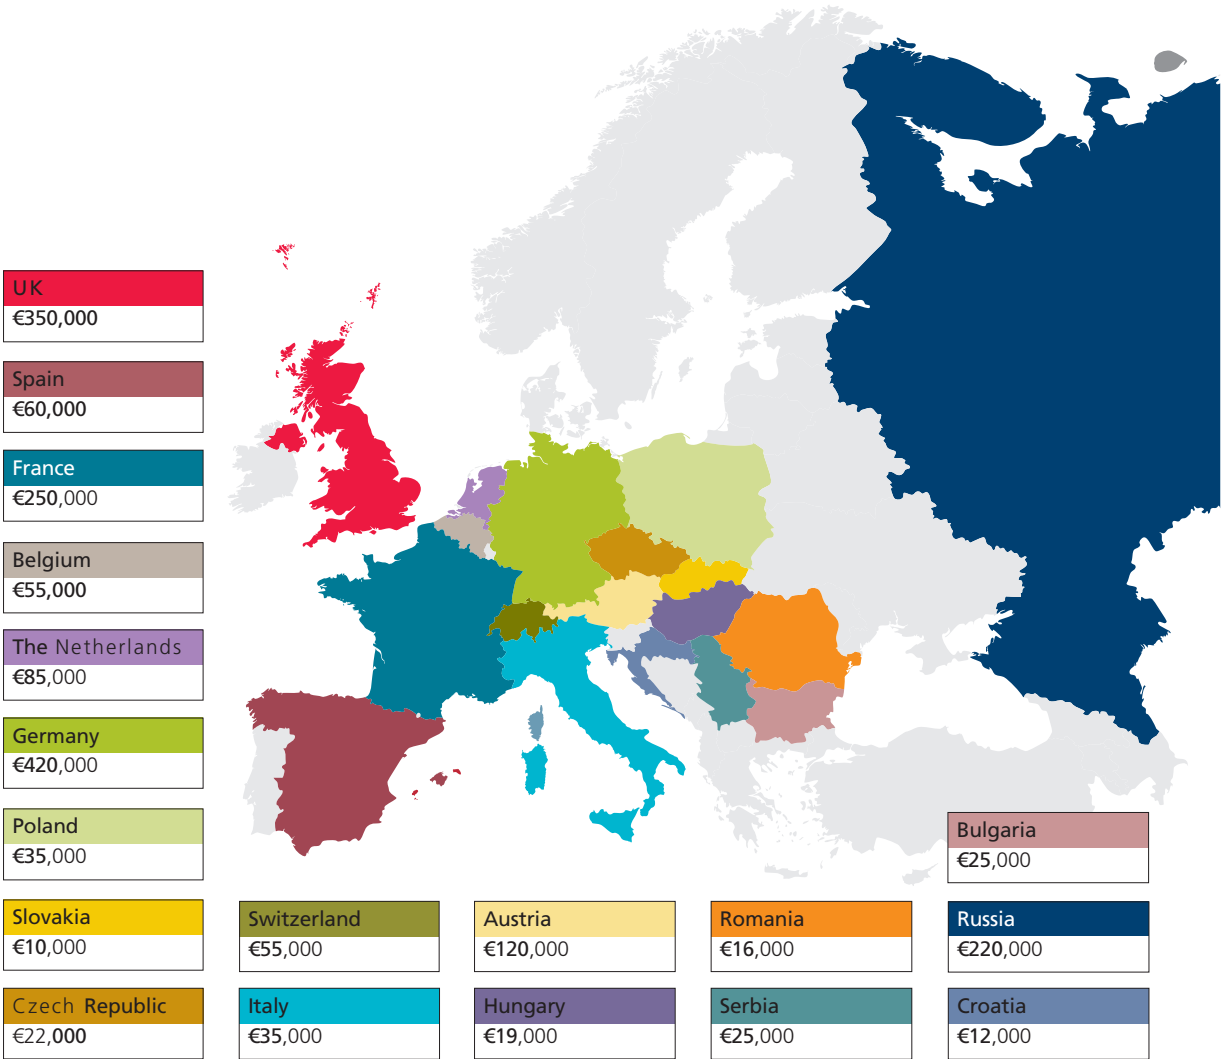 UK
€350,000
Spain
€60,000
France
€250,000
Belgium
€55,000
The Netherlands
€85,000
Germany
€420,000
Poland
€35,000
Slovakia
€10,000
Czech Republic
€22,000
Switzerland
€55,000
Italy
€35,000
Austria
€120,000
Hungary
€19,000
Romania
€16,000
Serbia
€25,000
Bulgaria
€25,000
Russia
€220,000
Croatia
€12,000